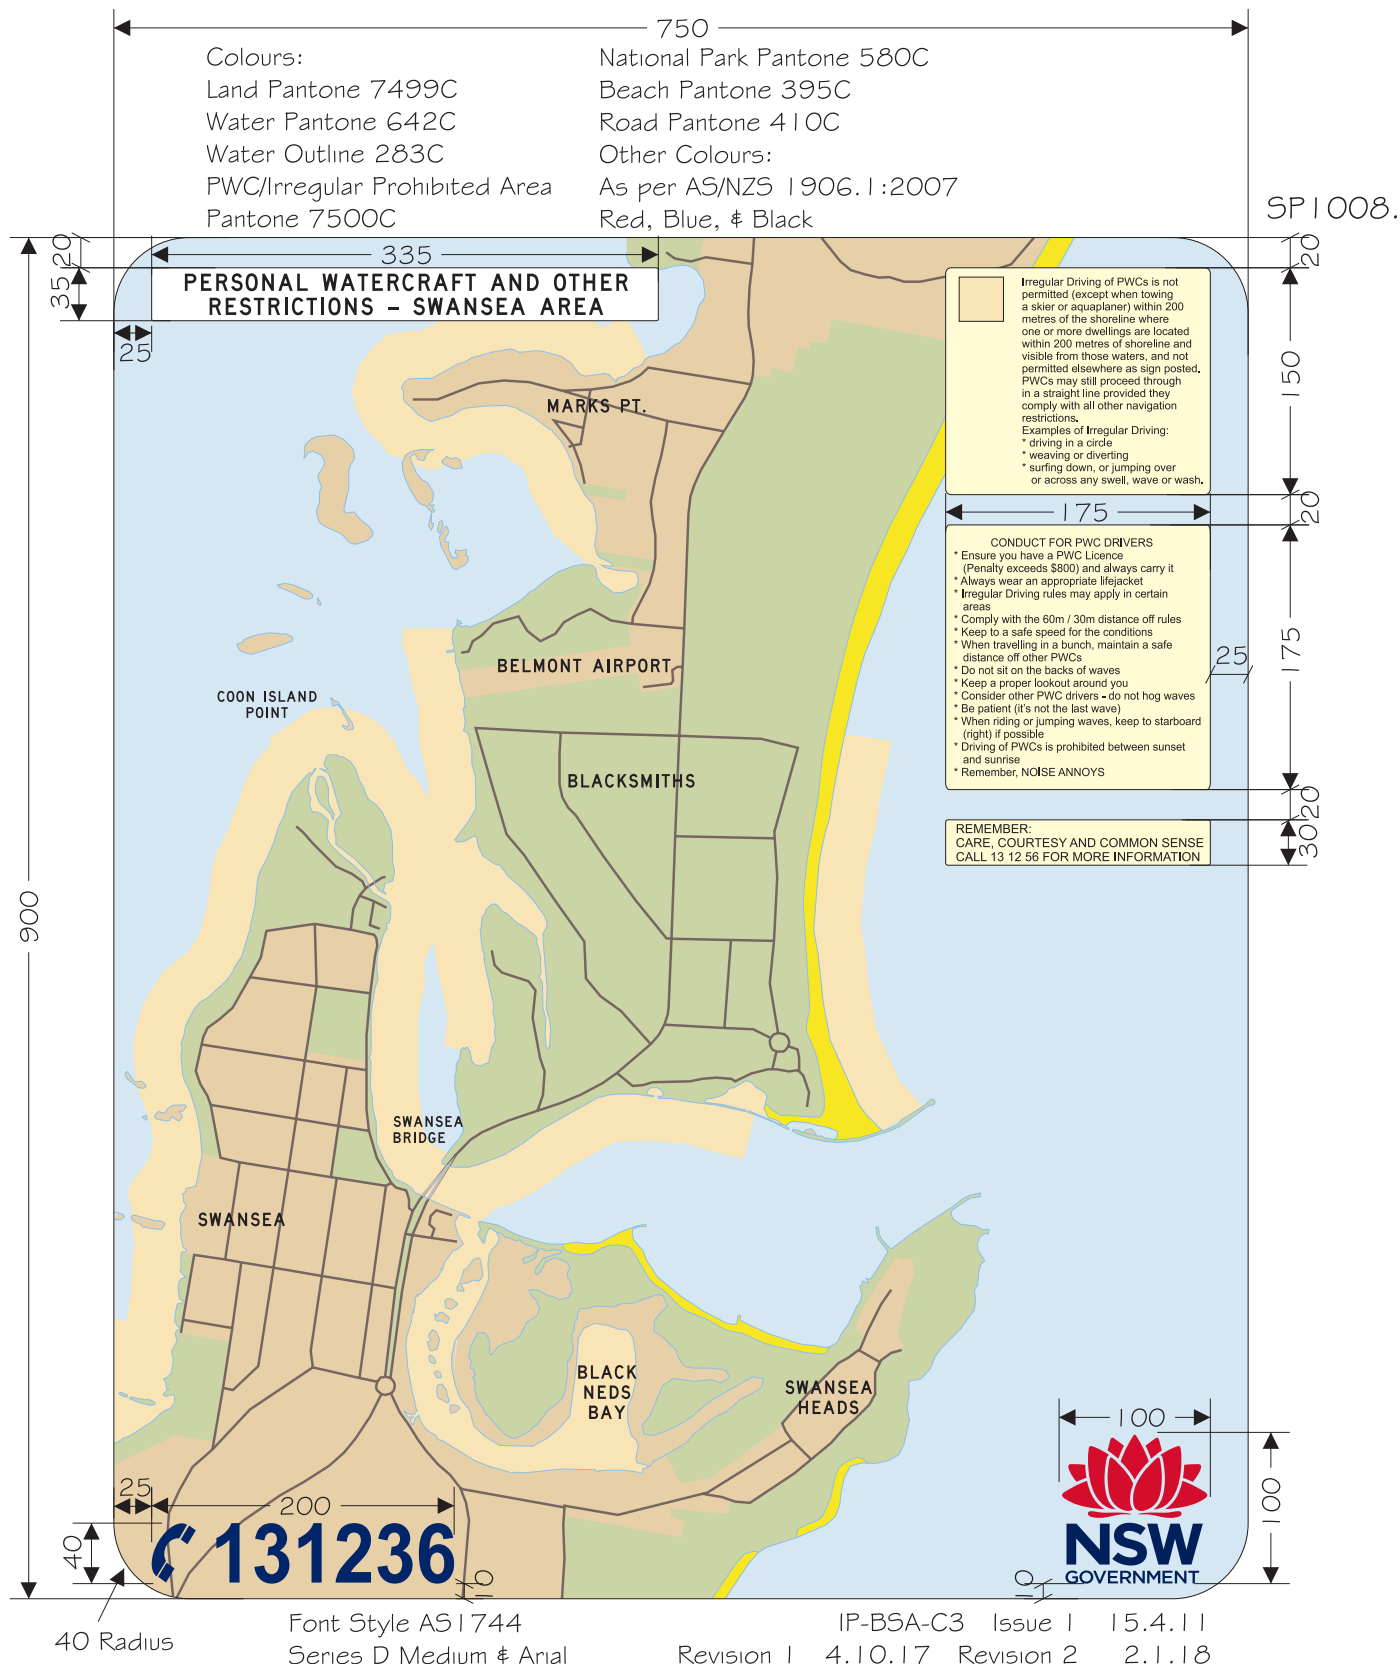 750
Colours:
Land Pantone 7499C
Water Pantone 642C
Water Outline 283C
PWC/Irregular Prohibited Area
Pantone 7500C
National Park Pantone 580C
Beach Pantone 395C
Road Pantone 410C
Other Colours:
As per AS/NZS 1906.1:2007
Red, Blue, & Black
SP1008.
20
335
35
25
PERSONAL WATERCRAFT AND OTHER
RESTRICTIONS – SWANSEA AREA
20
Irregular Driving of PWCs is not
permitted (except when towing
a skier or aquaplaner) within 200
metres of the shoreline where
one or more dwellings are located
within 200 metres of shoreline and
visible from those waters, and not
permitted elsewhere as sign posted.
PWCs may still proceed through
in a straight line provided they
comply with all other navigation
restrictions.
Examples of Irregular Driving:
* driving in a circle
* weaving or diverting
* surfing down, or jumping over
or across any swell, wave or wash.
150
MARKS PT.
175
20
CONDUCT FOR PWC DRIVERS
* Ensure you have a PWC Licence
(Penalty exceeds $800) and always carry it
* Always wear an appropriate lifejacket
* Irregular Driving rules may apply in certain
areas
* Comply with the 60m / 30m distance off rules
* Keep to a safe speed for the conditions
* When travelling in a bunch, maintain a safe
distance off other PWCs
* Do not sit on the backs of waves
* Keep a proper lookout around you
* Consider other PWC drivers - do not hog waves
* Be patient (it's not the last wave)
* When riding or jumping waves, keep to starboard
(right) if possible
* Driving of PWCs is prohibited between sunset
and sunrise
* Remember, NOISE ANNOYS
175
25
BELMONT AIRPORT
COON ISLAND
POINT
BLACKSMITHS
20
REMEMBER:
CARE, COURTESY AND COMMON SENSE
CALL 13 12 56 FOR MORE INFORMATION
30
900
SWANSEA
BRIDGE
SWANSEA
BLACK
NEDS
BAY
SWANSEA
HEADS
100
100
25
200
40
131236
10
NSW
GOVERNMENT
10
40 Radius
Font Style AS1744
Series D Medium & Arial
IP-BSA-C3 Issue 1 15.4.11
Revision 1 4.10.17 Revision 2 2.1.18